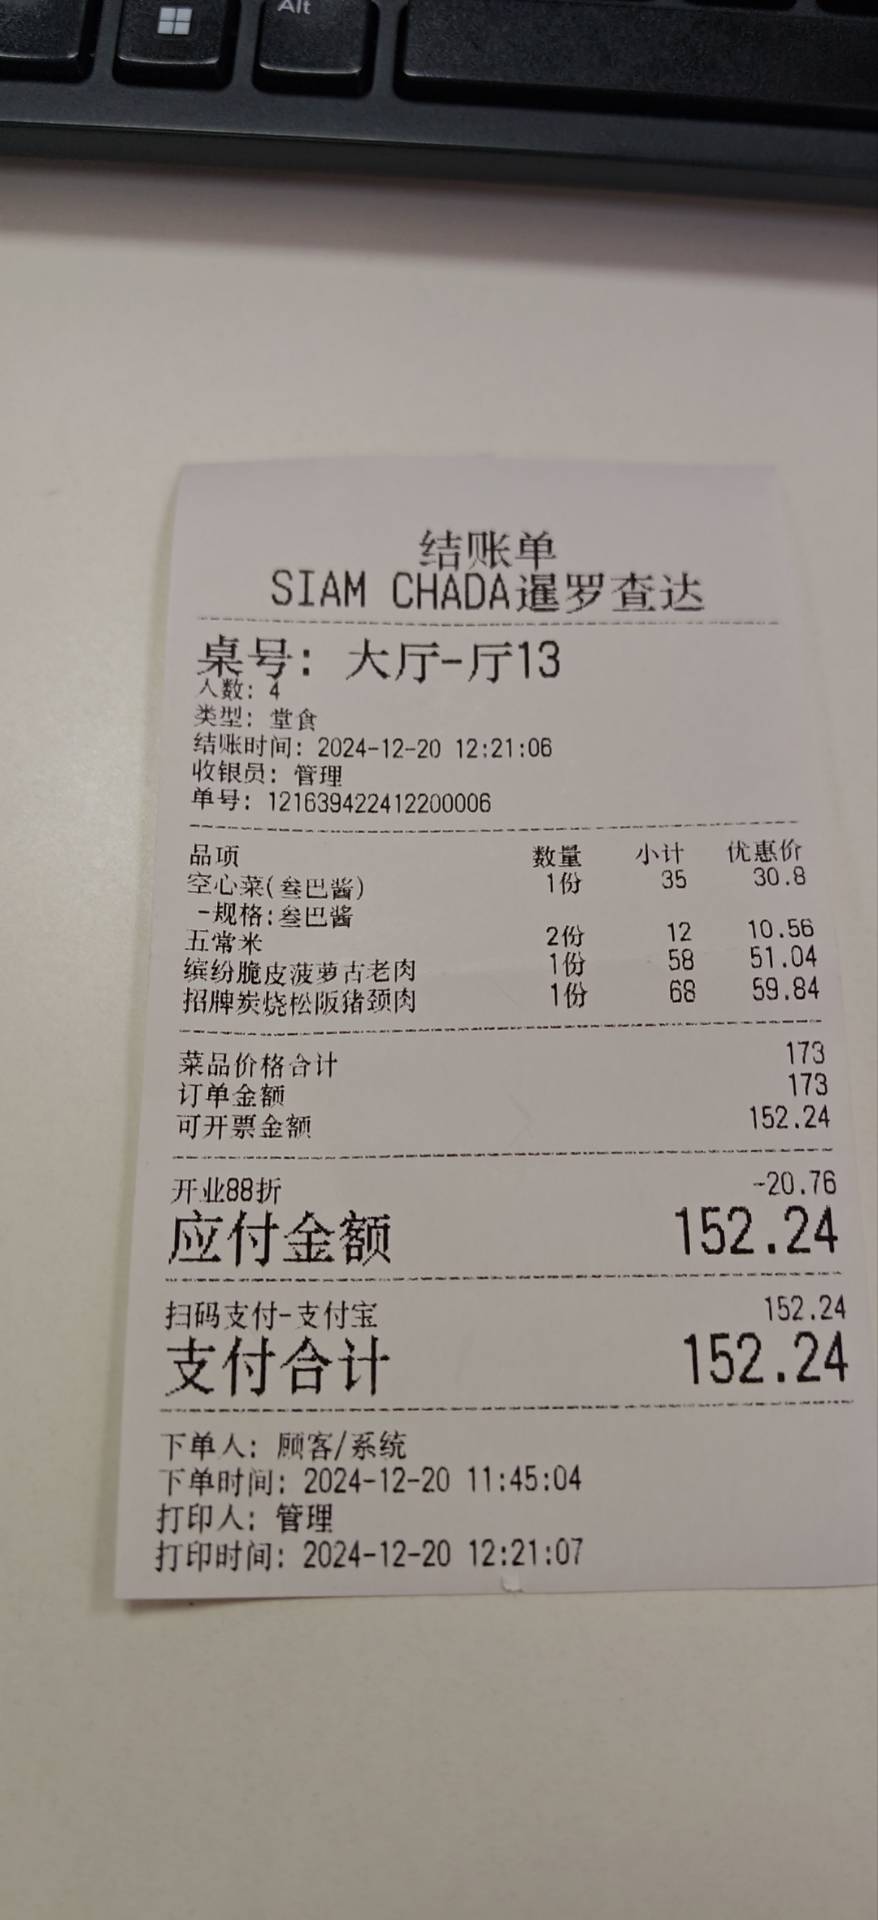 Alt
结账单
SIAM CHADA暹罗查达
桌号: 大厅-厅13
人数: 4
类型: 堂食
结账时间: 2024-12-20 12:21:06
收银员: 管理
单号: 121639422412200006
品项 数量 小计 优惠价
空心菜(叁巴酱) 1份 35 30.8
-规格:叁巴酱
五常米 2份 12 10.56
缤纷脆皮菠萝古老肉 1份 58 51.04
招牌炭烧松阪猪颈肉 1份 68 59.84
菜品价格合计 173
订单金额 173
可开票金额 152.24
开业88折 -20.76
应付金额 152.24
扫码支付-支付宝 152.24
支付合计 152.24
下单人: 顾客/系统
下单时间: 2024-12-20 11:45:04
打印人: 管理
打印时间: 2024-12-20 12:21:07